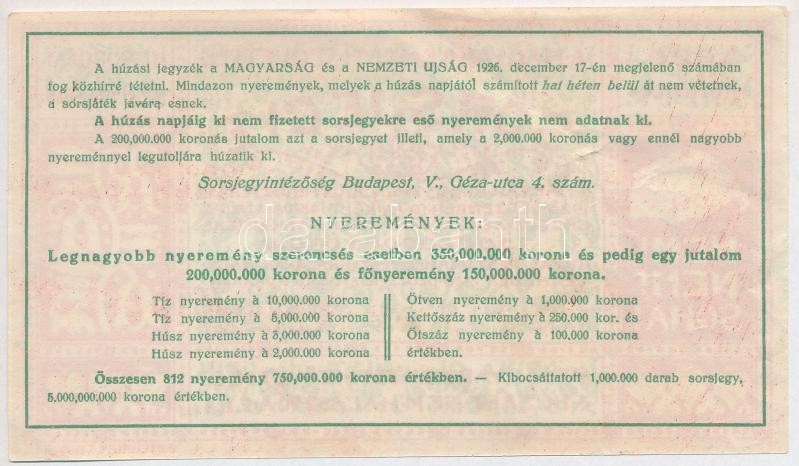 A húzási jegyzék a MAGYARSÁG és a NEMZETI UJSÁG 1926. december 17-én megjelenő számában
fog közhírré tétetni. Mindazon nyeremények, melyek a húzás napjától számított hat héten belül át nem vétetnek,
a sorsjáték javára esnek.
A húzás napjáig ki nem fizetett sorsjegyekre eső nyeremények nem adatnak ki.
A 200,000.000 koronás jutalom azt a sorsjegyet illeti, amely a 2,000.000 koronás vagy ennél nagyobb
nyereménnyel legutoljára húzatik ki.
Sorsjegyintézőség Budapest, V., Géza-utca 4. szám.
NYEREMÉNYEK:
darabanth
Legnagyobb nyeremény szerencsés esetben 350,000.000 korona és pedig egy jutalom
200,000.000 korona és főnyeremény 150,000.000 korona.
Tíz nyeremény à 10,000.000 korona
Tíz nyeremény à 5,000.000 korona
Húsz nyeremény à 3,000.000 korona
Húsz nyeremény à 2,000.000 korona
Ötven nyeremény à 1,000.000 korona
Kettőszáz nyeremény à 250.000 kor. és
Ötszáz nyeremény à 100.000 korona
értékben.
Összesen 812 nyeremény 750,000.000 korona értékben. — Kibocsáttatott 1,000.000 darab sorsjegy,
5,000,000.000 korona értékben.